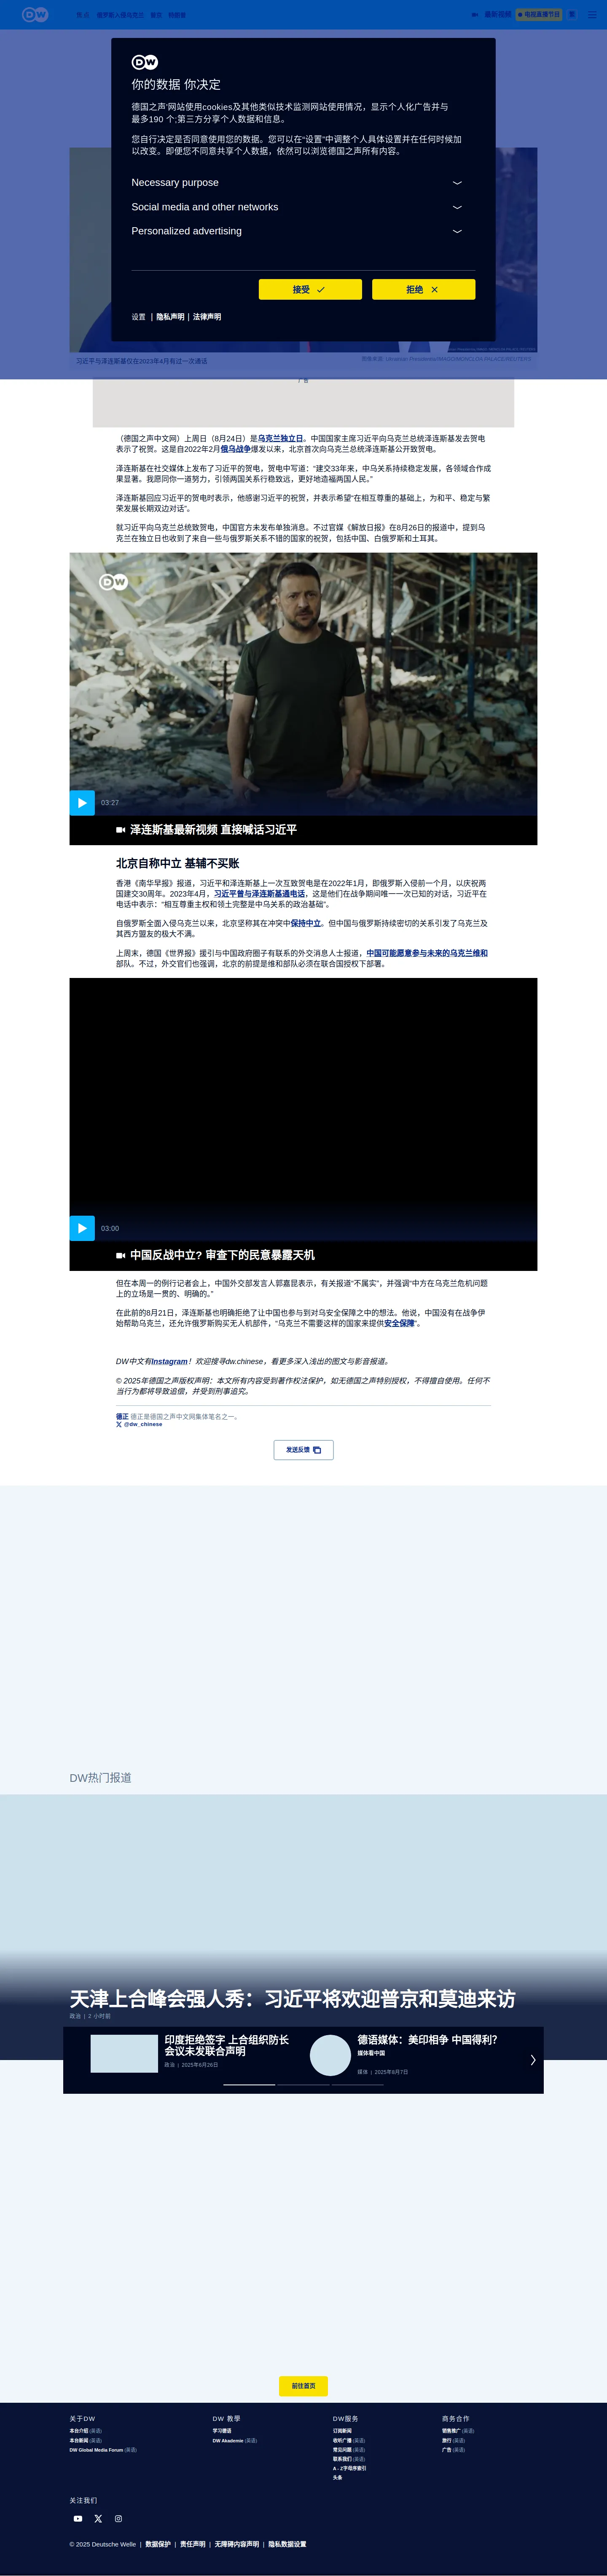 DW
俄罗斯入侵乌克兰
最新视频
电视直播节目
DW
你的数据 你决定
德国之声'网站使用cookies及其他类似技术监测网站使用情况，显示个人化广告并与
最多190 个;第三方分享个人数据和信息。
您自行决定是否同意使用您的数据。您可以在“设置”中调整个人具体设置并在任何时候加
以改变。即便您不同意共享个人数据，依然可以浏览德国之声所有内容。
Necessary purpose
Social media and other networks
Personalized advertising
接受
拒绝
设置 | 隐私声明 | 法律声明
习近平与泽连斯基仅在2023年4月有过一次通话
广告
（德国之声中文网）上周日（8月24日）是乌克兰独立日。中国国家主席习近平向乌克兰总统泽连斯基发去贺电
表示了祝贺。这是自2022年2月俄乌战争爆发以来，北京首次向乌克兰总统泽连斯基公开致贺电。
泽连斯基在社交媒体上发布了习近平的贺电，贺电中写道：“建交33年来，中乌关系持续稳定发展，各领域合作成
果显著。我愿同你一道努力，引领两国关系行稳致远，更好地造福两国人民。”
泽连斯基回应习近平的贺电时表示，他感谢习近平的祝贺，并表示希望“在相互尊重的基础上，为和平、稳定与繁
荣发展长期双边对话”。
就习近平向乌克兰总统致贺电，中国官方未发布单独消息。不过官媒《解放日报》在8月26日的报道中，提到乌
克兰在独立日也收到了来自一些与俄罗斯关系不错的国家的祝贺，包括中国、白俄罗斯和土耳其。
DW
03:27
泽连斯基最新视频 直接喊话习近平
北京自称中立 基辅不买账
香港《南华早报》报道，习近平和泽连斯基上一次互致贺电是在2022年1月，即俄罗斯入侵前一个月，以庆祝两
国建交30周年。2023年4月，习近平曾与泽连斯基通电话，这是他们在战争期间唯一一次已知的对话，习近平在
电话中表示：“相互尊重主权和领土完整是中乌关系的政治基础”。
自俄罗斯全面入侵乌克兰以来，北京坚称其在冲突中保持中立。但中国与俄罗斯持续密切的关系引发了乌克兰及
其西方盟友的极大不满。
上周末，德国《世界报》援引与中国政府圈子有联系的外交消息人士报道，中国可能愿意参与未来的乌克兰维和
部队。不过，外交官们也强调，北京的前提是维和部队必须在联合国授权下部署。
03:00
中国反战中立? 审查下的民意暴露天机
但在本周一的例行记者会上，中国外交部发言人郭嘉昆表示，有关报道“不属实”，并强调“中方在乌克兰危机问题
上的立场是一贯的、明确的。”
在此前的8月21日，泽连斯基也明确拒绝了让中国也参与到对乌安全保障之中的想法。他说，中国没有在战争伊
始帮助乌克兰，还允许俄罗斯购买无人机部件，“乌克兰不需要这样的国家来提供安全保障”。
DW中文有Instagram！欢迎搜寻dw.chinese，看更多深入浅出的图文与影音报道。
© 2025年德国之声版权声明：本文所有内容受到著作权法保护，如无德国之声特别授权，不得擅自使用。任何不
当行为都将导致追偿，并受到刑事追究。
德正 德正是德国之声中文网集体笔名之一。
@dw_chinese
发送反馈
DW热门报道
天津上合峰会强人秀：习近平将欢迎普京和莫迪来访
政治 | 2 小时前
印度拒绝签字 上合组织防长
会议未发联合声明
政治 | 2025年6月26日
德语媒体：美印相争 中国得利?
媒体看中国
媒体 | 2025年8月7日
前往首页
关于DW
本台介绍 (英语)
本台新闻 (英语)
DW Global Media Forum (英语)
DW 教學
学习德语
DW Akademie (英语)
DW服务
订阅新闻
收听广播 (英语)
常见问题 (英语)
联系我们 (英语)
A - Z字母序索引
头条
商务合作
销售推广 (英语)
旅行 (英语)
广告 (英语)
关注我们
© 2025 Deutsche Welle | 数据保护 | 责任声明 | 无障碍内容声明 | 隐私数据设置